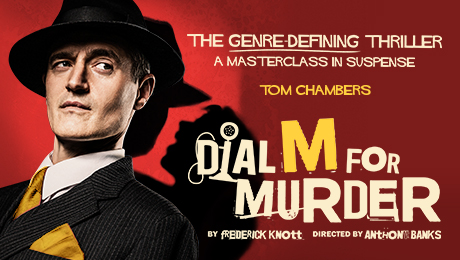 THE GENRE-DEFINING THRILLER
A MASTERCLASS IN SUSPENSE
TOM CHAMBERS
DIAL M FOR
MURDER
BY FREDERICK KNOTT DIRECTED BY ANTHONY BANKS